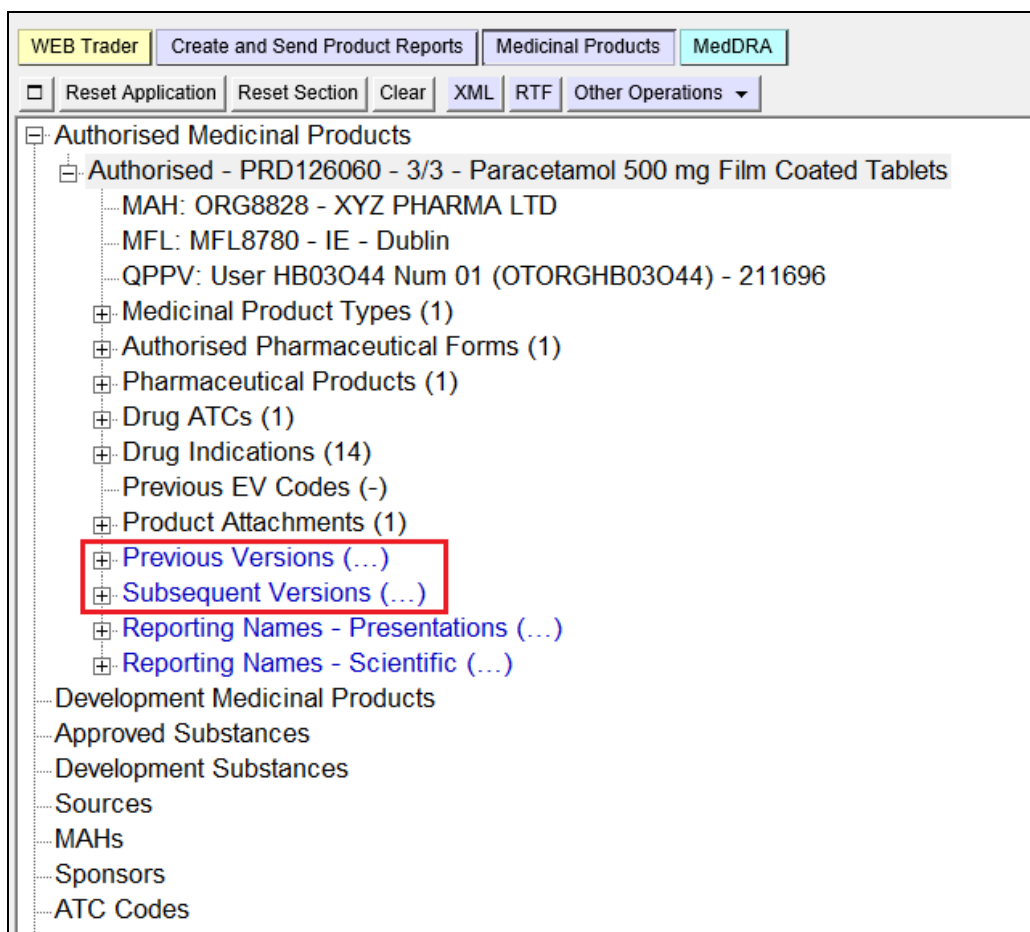 WEB Trader Create and Send Product Reports Medicinal Products MedDRA
Reset Application Reset Section Clear XML RTF Other Operations
Authorised Medicinal Products
Authorised - PRD126060 - 3/3 - Paracetamol 500 mg Film Coated Tablets
MAH: ORG8828 - XYZ PHARMA LTD
MFL: MFL8780 - IE - Dublin
QPPV: User HB03O44 Num 01 (OTORGHB03O44) - 211696
Medicinal Product Types (1)
Authorised Pharmaceutical Forms (1)
Pharmaceutical Products (1)
Drug ATCs (1)
Drug Indications (14)
Previous EV Codes (-)
Product Attachments (1)
Previous Versions (...)
Subsequent Versions (...)
Reporting Names - Presentations (...)
Reporting Names - Scientific (...)
Development Medicinal Products
Approved Substances
Development Substances
Sources
MAHs
Sponsors
ATC Codes